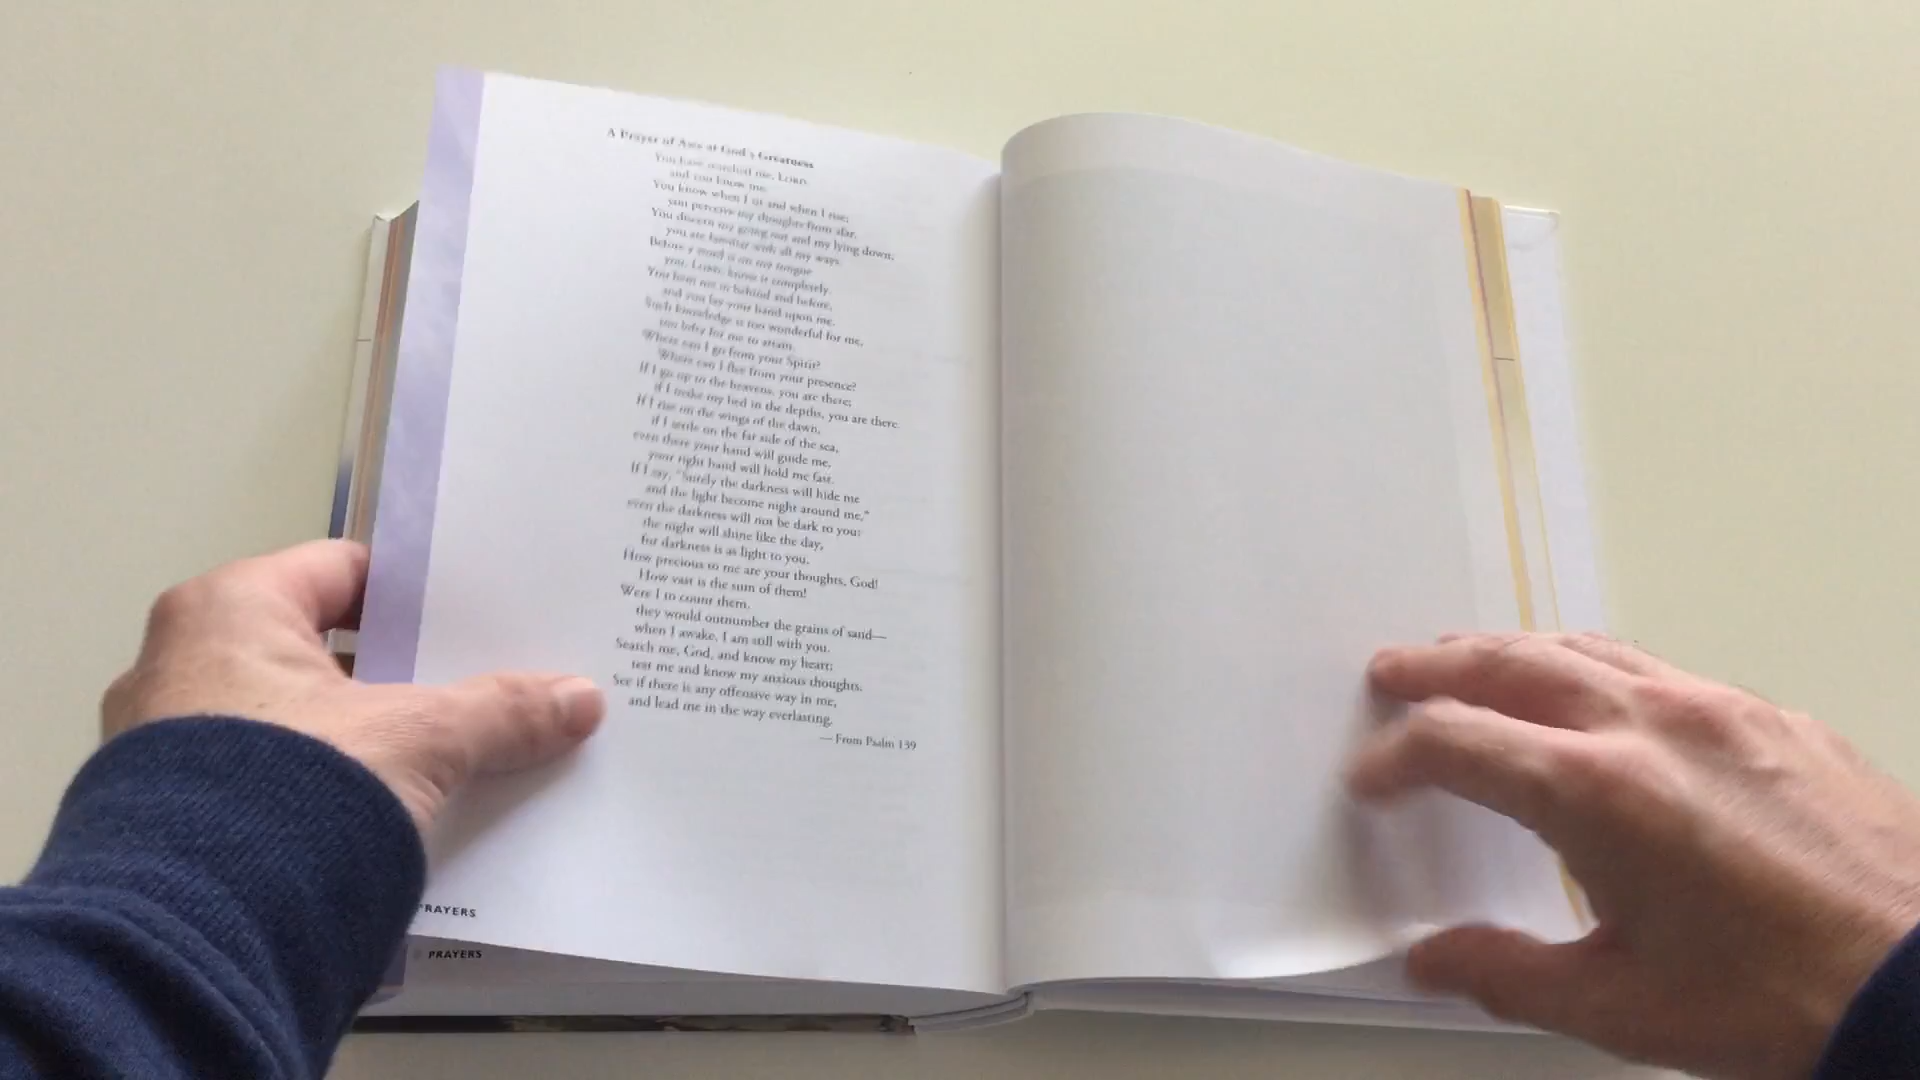 A Prayer of Awe at God's Greatness
You have searched me, LORD,
and you know me.
You know when I sit and when I rise;
you perceive my thoughts from afar.
You discern my going out and my lying down;
you are familiar with all my ways.
Before a word is on my tongue
you, LORD, know it completely.
You hem me in behind and before,
and you lay your hand upon me.
Such knowledge is too wonderful for me,
too lofty for me to attain.
Where can I go from your Spirit?
Where can I flee from your presence?
If I go up to the heavens, you are there;
if I make my bed in the depths, you are there.
If I rise on the wings of the dawn,
if I settle on the far side of the sea,
even there your hand will guide me,
your right hand will hold me fast.
If I say, "Surely the darkness will hide me
and the light become night around me,"
even the darkness will not be dark to you;
the night will shine like the day,
for darkness is as light to you.
How precious to me are your thoughts, God!
How vast is the sum of them!
Were I to count them,
they would outnumber the grains of sand—
when I awake, I am still with you.
Search me, God, and know my heart;
test me and know my anxious thoughts.
See if there is any offensive way in me,
and lead me in the way everlasting.
— From Psalm 139
PRAYERS
PRAYERS